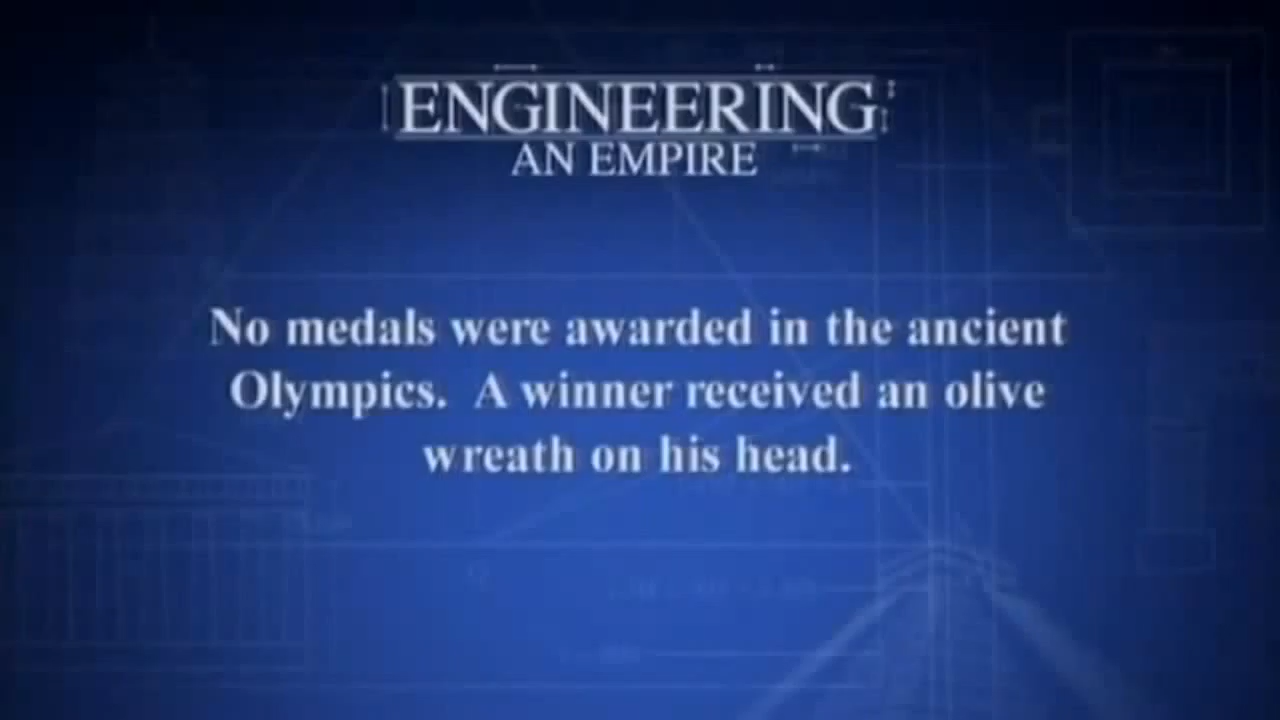 ENGINEERING
AN EMPIRE
No medals were awarded in the ancient
Olympics.  A winner received an olive
wreath on his head.